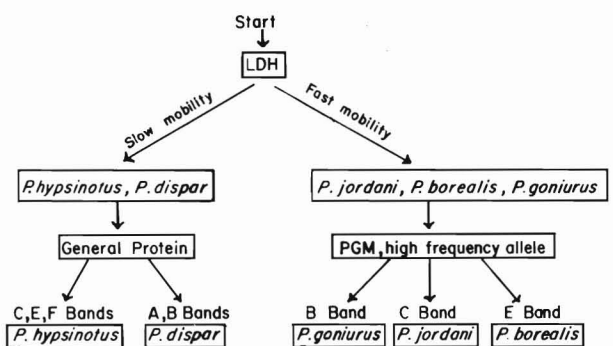 Start
LDH
Slow mobility
Fast mobility
P. hypsinotus, P. dispar
P. jordani, P. borealis, P. goniurus
General Protein
PGM, high frequency allele
C,E,F Bands
A,B Bands
B Band
C Band
E Band
P. hypsinotus
P. dispar
P. goniurus
P. jordani
P. borealis